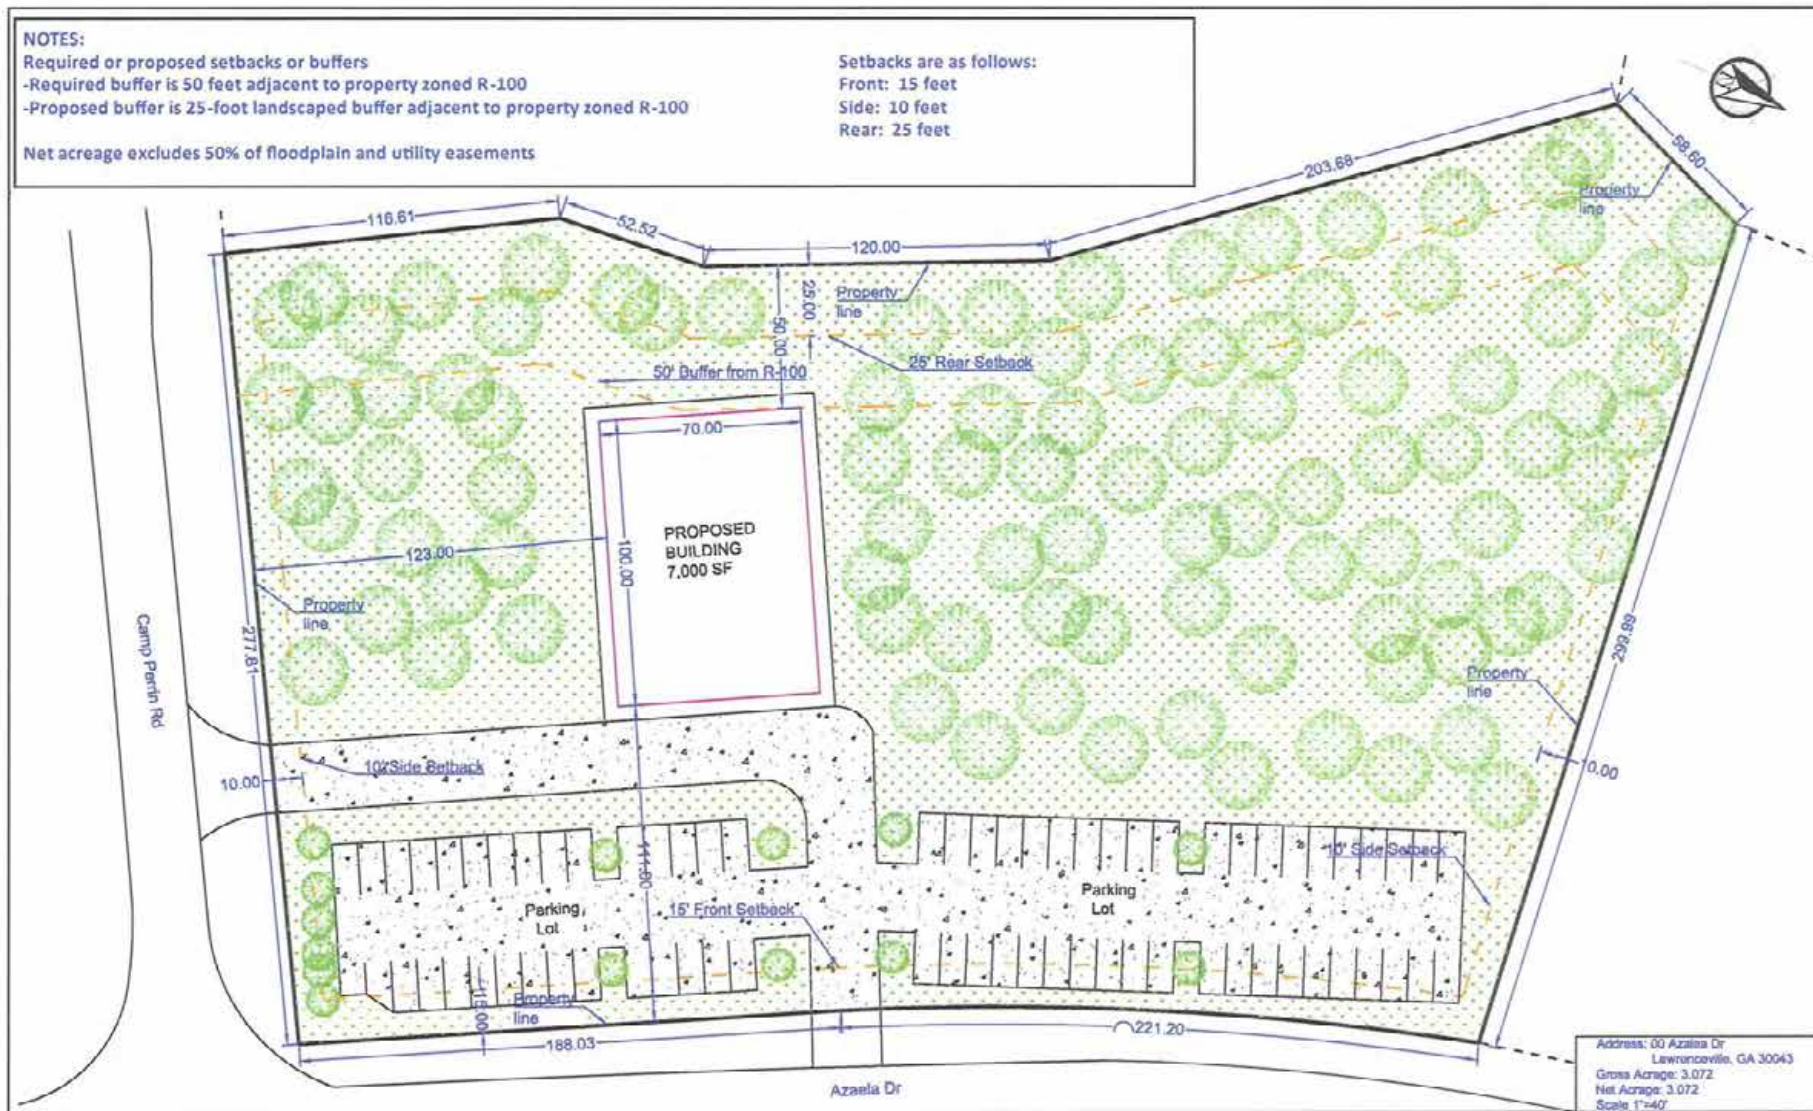 NOTES:
Required or proposed setbacks or buffers
-Required buffer is 50 feet adjacent to property zoned R-100
-Proposed buffer is 25-foot landscaped buffer adjacent to property zoned R-100
Net acreage excludes 50% of floodplain and utility easements
Setbacks are as follows:
Front: 15 feet
Side: 10 feet
Rear: 25 feet
116.61
52.52
120.00
203.68
58.60
Property
line
25.00
50.00
Property
line
25' Rear Setback
50' Buffer from R-100
70.00
PROPOSED
BUILDING
7.000 SF
100.00
123.00
Property
line
277.81
Camp Perrin Rd
299.99
Property
line
10' Side Setback
10.00
10.00
111.00
10' Side Setback
Parking
Lot
15' Front Setback
Parking
Lot
15.00
Property
line
188.03
221.20
Azaela Dr
Address: 00 Azalea Dr
Lawrenceville, GA 30043
Gross Acrage: 3.072
Net Acrage: 3.072
Scale 1"=40'